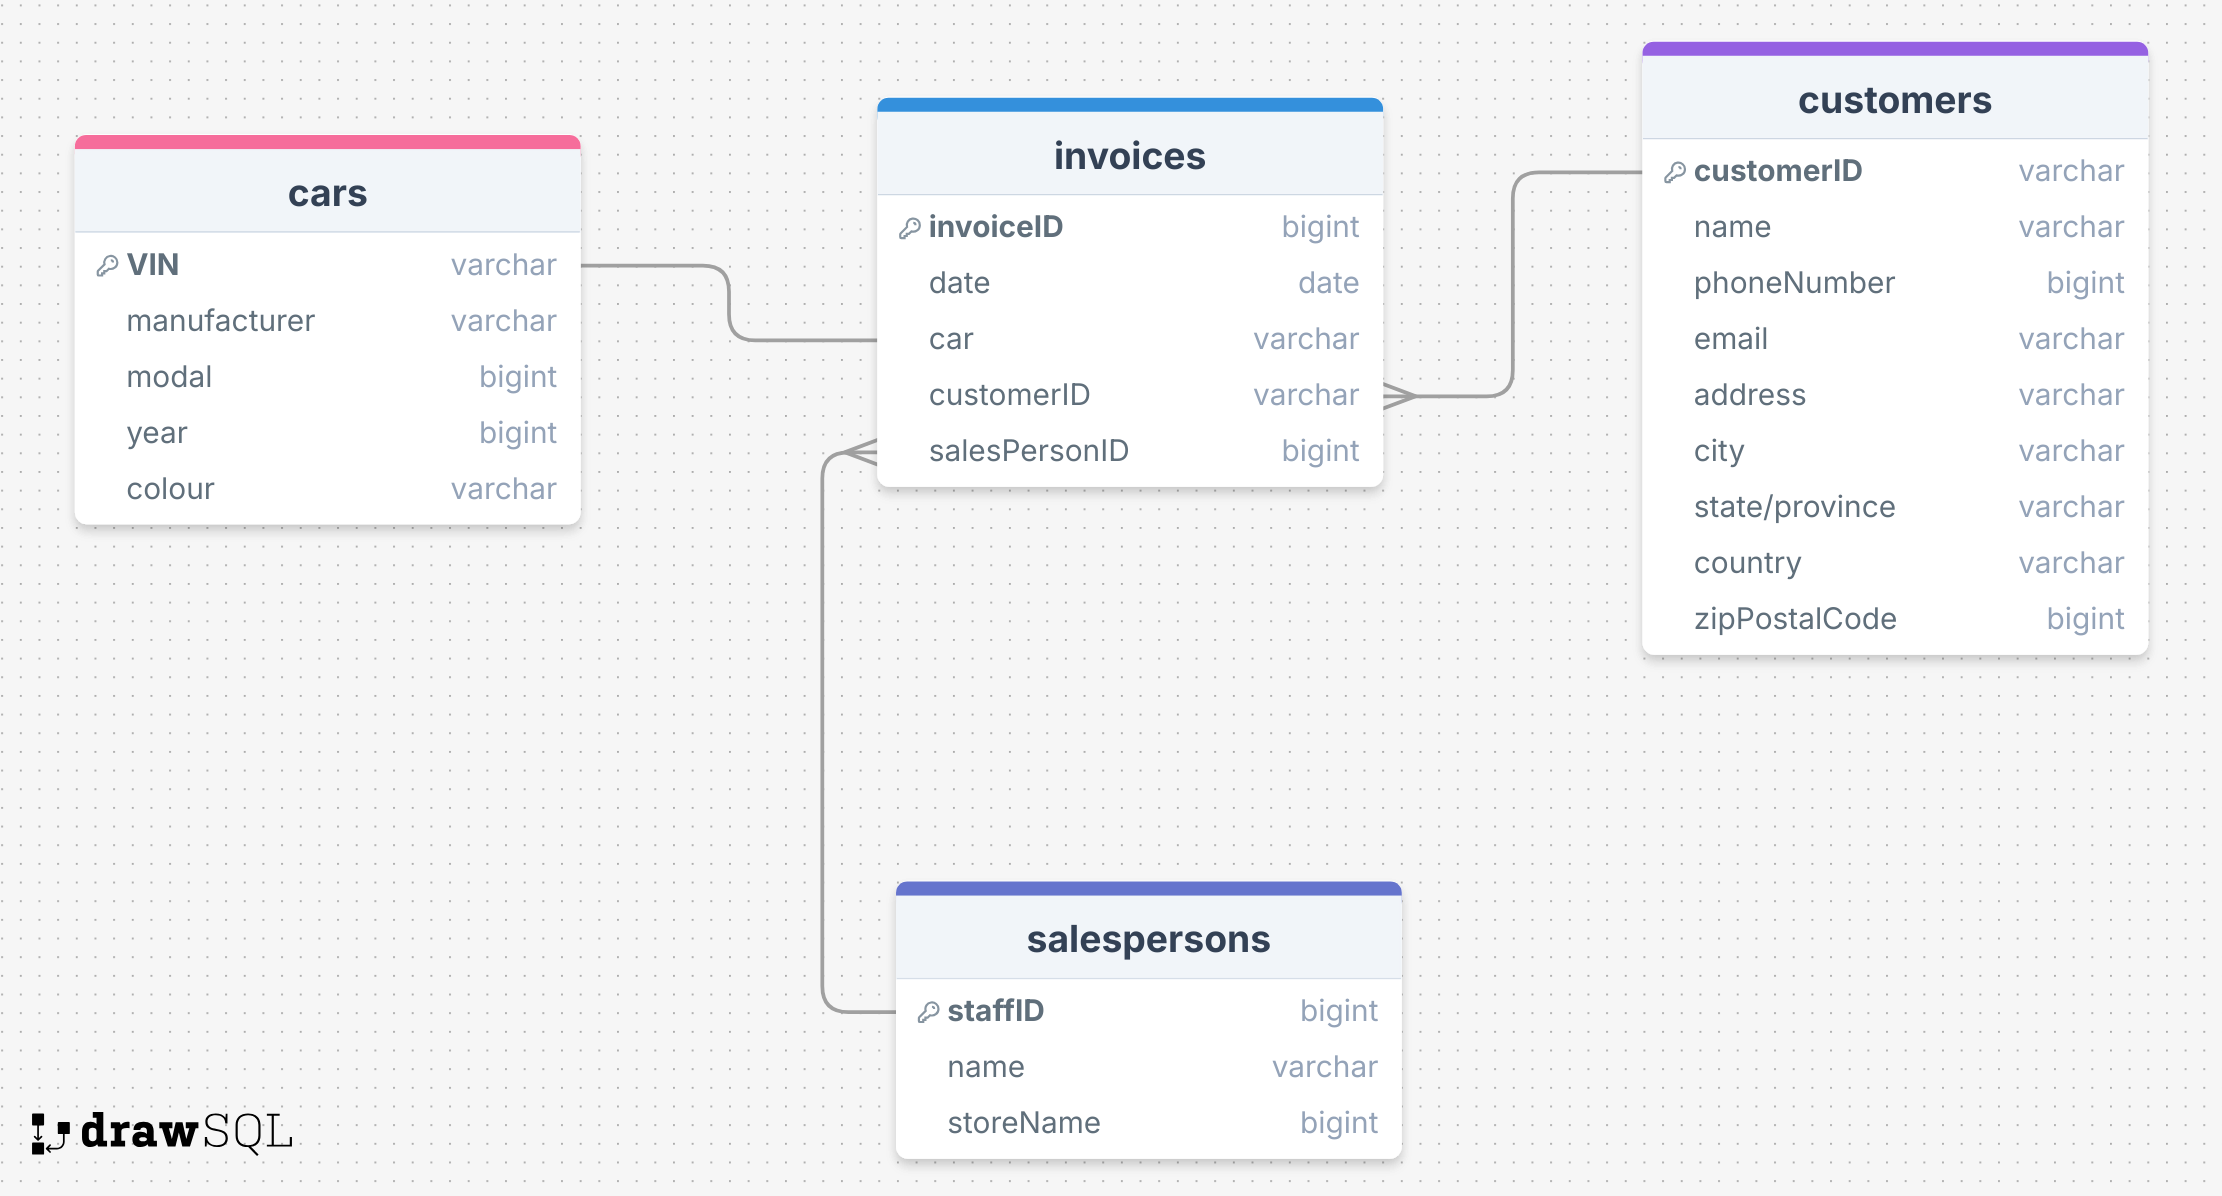 cars
VIN varchar
manufacturer varchar
modal bigint
year bigint
colour varchar
invoices
invoiceID bigint
date date
car varchar
customerID varchar
salesPersonID bigint
customers
customerID varchar
name varchar
phoneNumber bigint
email varchar
address varchar
city varchar
state/province varchar
country varchar
zipPostalCode bigint
salespersons
staffID bigint
name varchar
storeName bigint
drawSQL